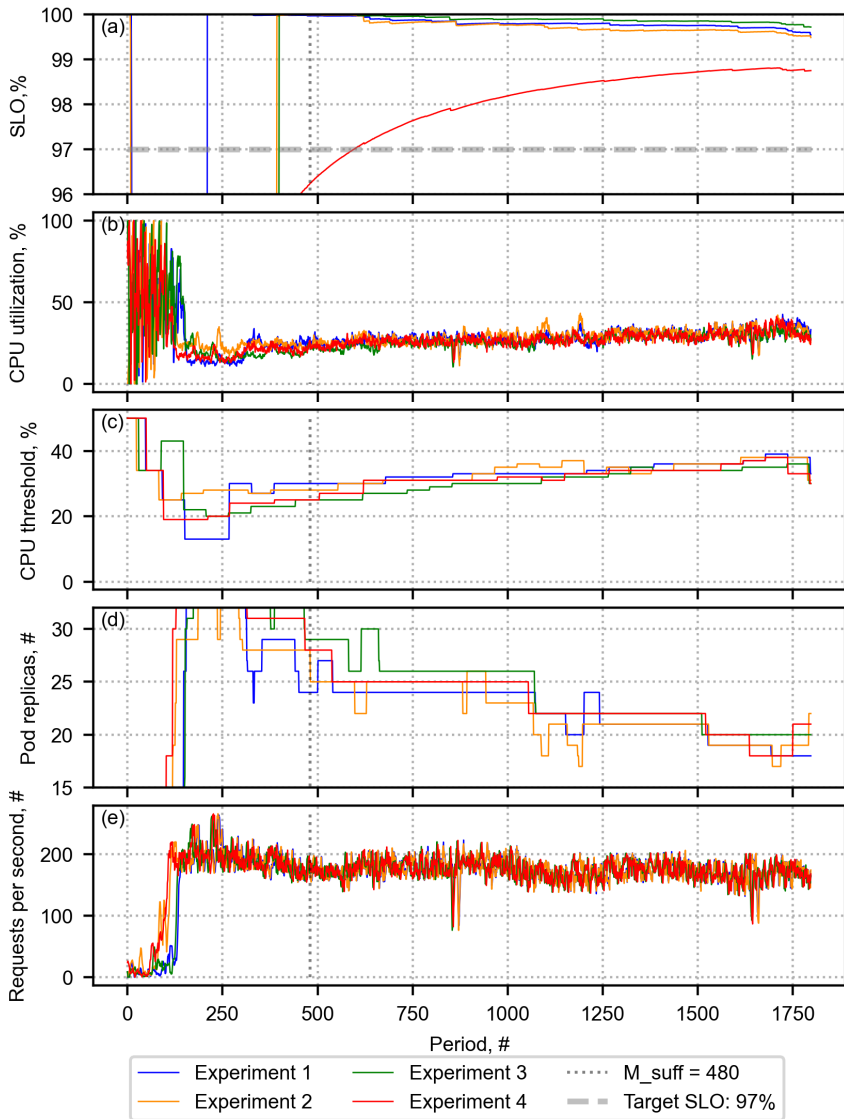 (a)
SLO,%
100
99
98
97
96
(b)
CPU utilization, %
100
50
0
(c)
CPU threshold, %
40
20
0
(d)
Pod replicas, #
30
25
20
15
(e)
Requests per second, #
200
100
0
0 250 500 750 1000 1250 1500 1750
Period, #
Experiment 1 Experiment 3 M_suff = 480
Experiment 2 Experiment 4 Target SLO: 97%